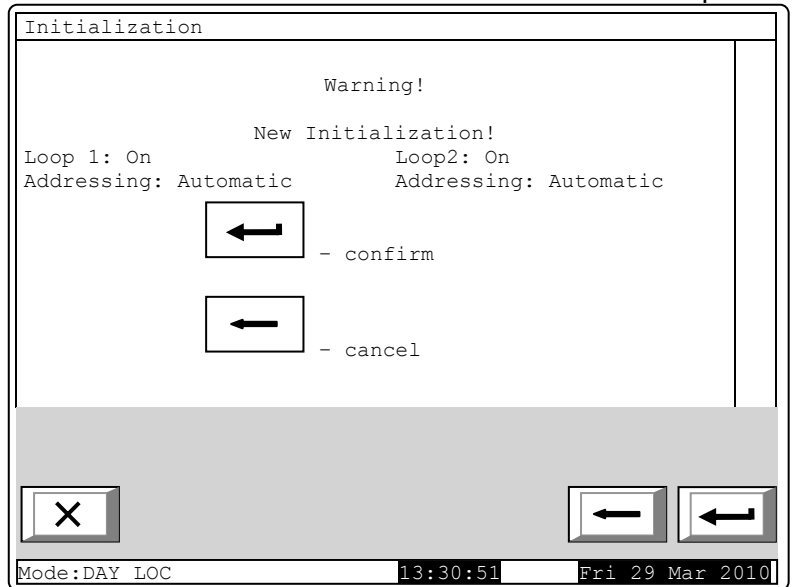 Initialization
Warning!
New Initialization!
Loop 1: On Loop2: On
Addressing: Automatic Addressing: Automatic
- confirm
- cancel
Mode:DAY LOC 13:30:51 Fri 29 Mar 2010